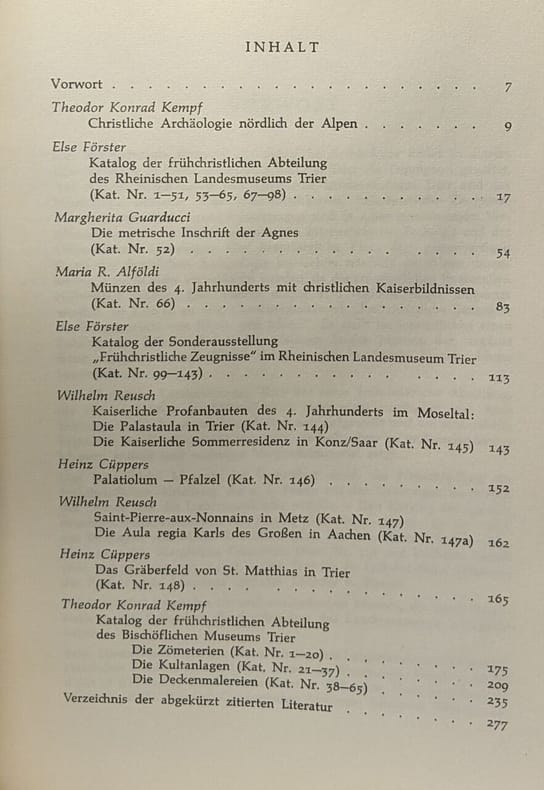 INHALT
Vorwort . . . . . . . . . . . . . . . . . . . . 7
Theodor Konrad Kempf
Christliche Archäologie nördlich der Alpen . . . . . . . 9
Else Förster
Katalog der frühchristlichen Abteilung
des Rheinischen Landesmuseums Trier
(Kat. Nr. 1—51, 53—65, 67—98) . . . . . . . . . . . 17
Margherita Guarducci
Die metrische Inschrift der Agnes
(Kat. Nr. 52) . . . . . . . . . . . . . . . . 54
Maria R. Alföldi
Münzen des 4. Jahrhunderts mit christlichen Kaiserbildnissen
(Kat. Nr. 66) . . . . . . . . . . . . . . . . 83
Else Förster
Katalog der Sonderausstellung
„Frühchristliche Zeugnisse“ im Rheinischen Landesmuseum Trier
(Kat. Nr. 99—143) . . . . . . . . . . . . . . 113
Wilhelm Reusch
Kaiserliche Profanbauten des 4. Jahrhunderts im Moseltal:
Die Palastaula in Trier (Kat. Nr. 144)
Die Kaiserliche Sommerresidenz in Konz/Saar (Kat. Nr. 145) 143
Heinz Cüppers
Palatiolum — Pfalzel (Kat. Nr. 146) . . . . . . . . . 152
Wilhelm Reusch
Saint-Pierre-aux-Nonnains in Metz (Kat. Nr. 147)
Die Aula regia Karls des Großen in Aachen (Kat. Nr. 147a) 162
Heinz Cüppers
Das Gräberfeld von St. Matthias in Trier
(Kat. Nr. 148) . . . . . . . . . . . . . . . 165
Theodor Konrad Kempf
Katalog der frühchristlichen Abteilung
des Bischöflichen Museums Trier
Die Zömeterien (Kat. Nr. 1—20) . . . . . . . . 175
Die Kultanlagen (Kat. Nr. 21—37) . . . . . . . . 209
Die Deckenmalereien (Kat. Nr. 38—65) . . . . . . 235
Verzeichnis der abgekürzt zitierten Literatur . . . . . . . 277